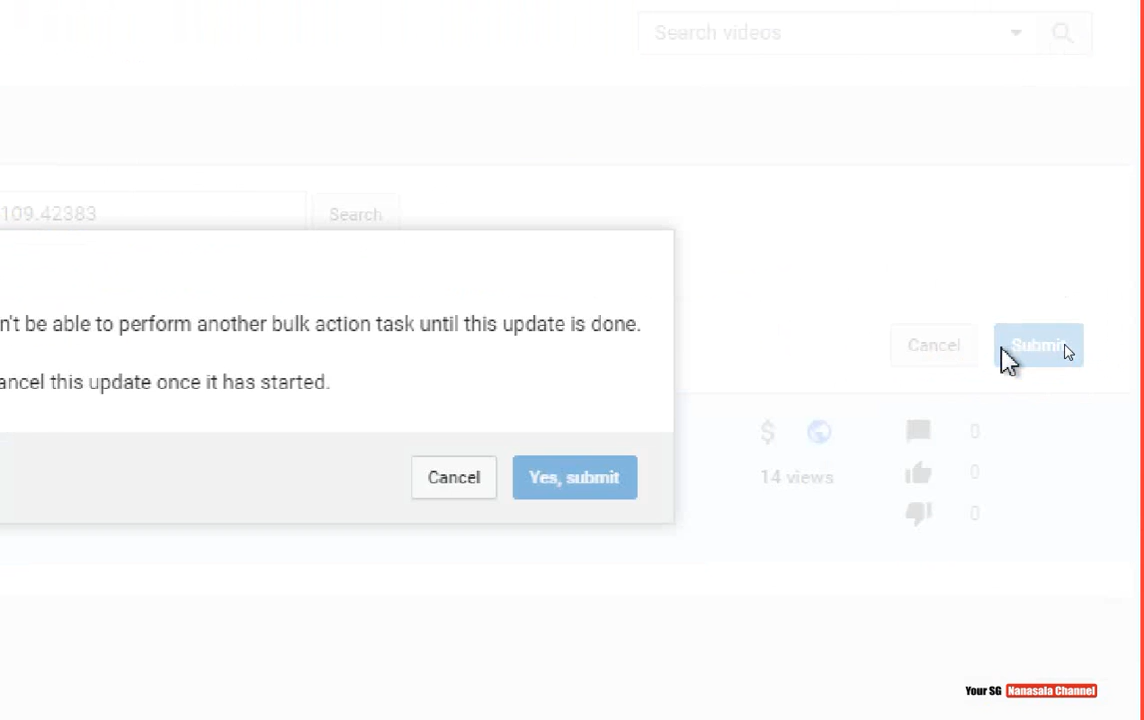 Search videos
109.42383
Search
n't be able to perform another bulk action task until this update is done.
Cancel
Submit
ancel this update once it has started.
$
0
Cancel
Yes, submit
14 views
0
0
Your SG Nanasala Channel